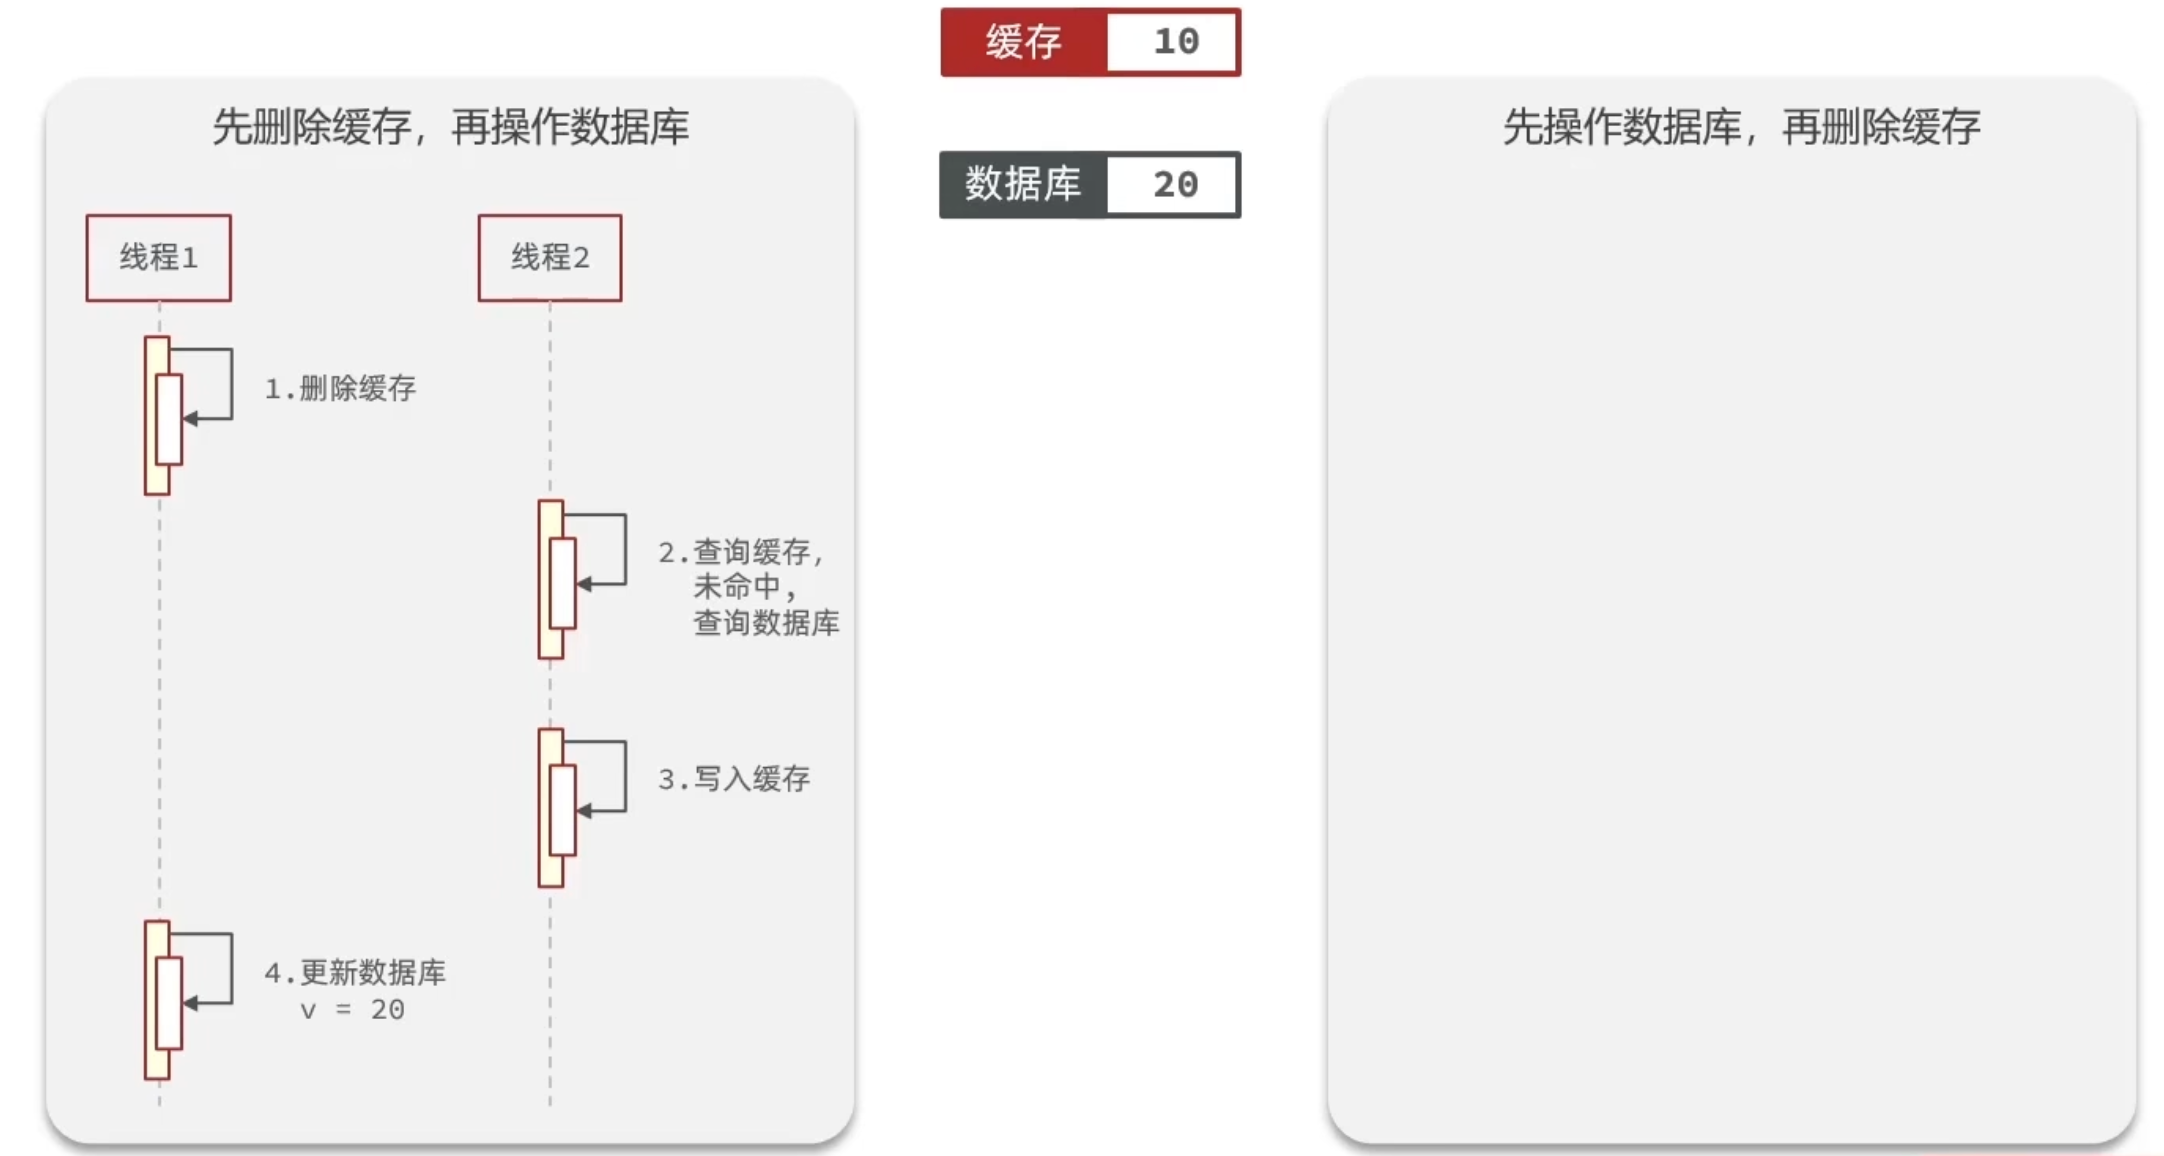 缓存 10
先删除缓存，再操作数据库
先操作数据库，再删除缓存
数据库 20
线程1
线程2
1.删除缓存
2.查询缓存，
未命中，
查询数据库
3.写入缓存
4.更新数据库
v = 20